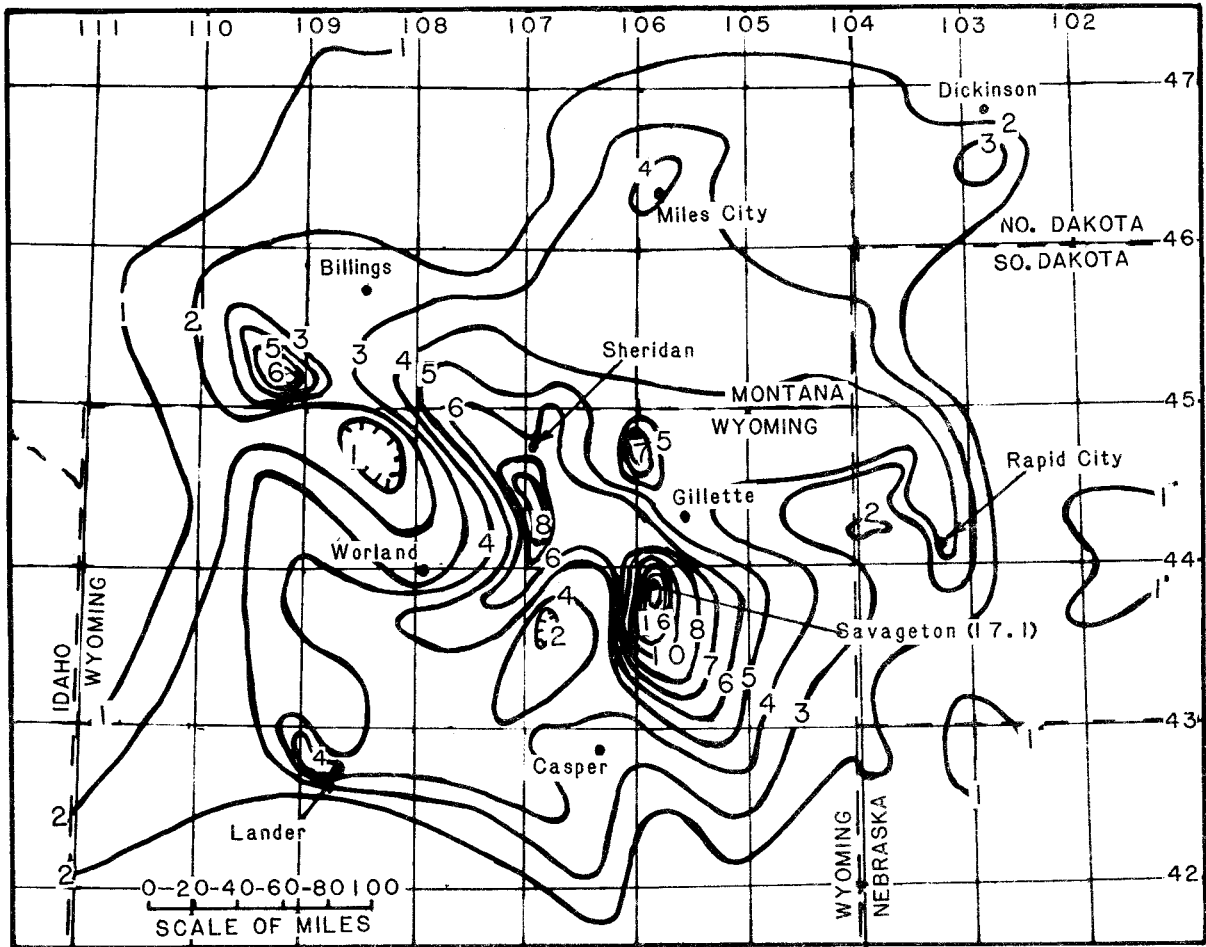 111 110 109 108 107 106 105 104 103 102
1
47
Dickinson
2
3
4
Miles City
NO. DAKOTA
46
SO. DAKOTA
Billings
1
2
5 3
6
Sheridan
3 4
5
6
MONTANA
45
WYOMING
7 5
1
Rapid City
Gillette
1
2
8
4
Worland
6
44
4
1
2
16
8
Savageton (17.1)
10
7
6 5 4 3
IDAHO
WYOMING
1
43
1
4
Casper
1
2
Lander
2
42
0-20-40-60-80 100
SCALE OF MILES
WYOMING
NEBRASKA